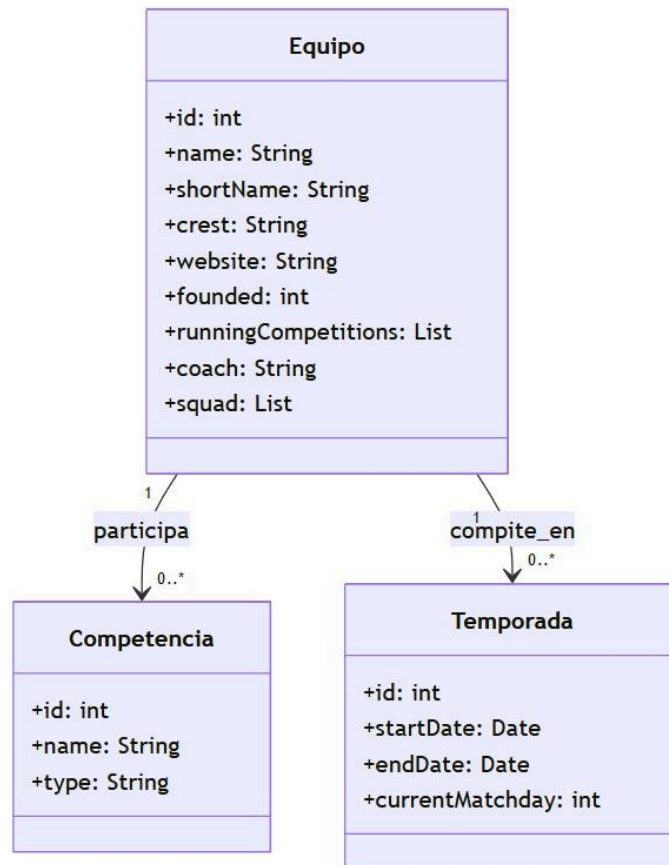 Equipo
+id: int
+name: String
+shortName: String
+crest: String
+website: String
+founded: int
+runningCompetitions: List
+coach: String
+squad: List
1
participa
0..*
1
compite_en
0..*
Competencia
+id: int
+name: String
+type: String
Temporada
+id: int
+startDate: Date
+endDate: Date
+currentMatchday: int